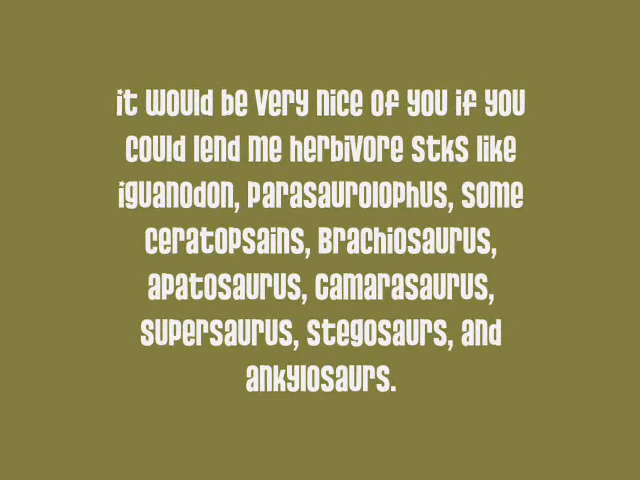 it would be very nice of you if you
could lend me herbivore stks like
iguanodon, parasaurolophus, some
ceratopsains, Brachiosaurus,
apatosaurus, camarasaurus,
supersaurus, stegosaurs, and
ankylosaurs.